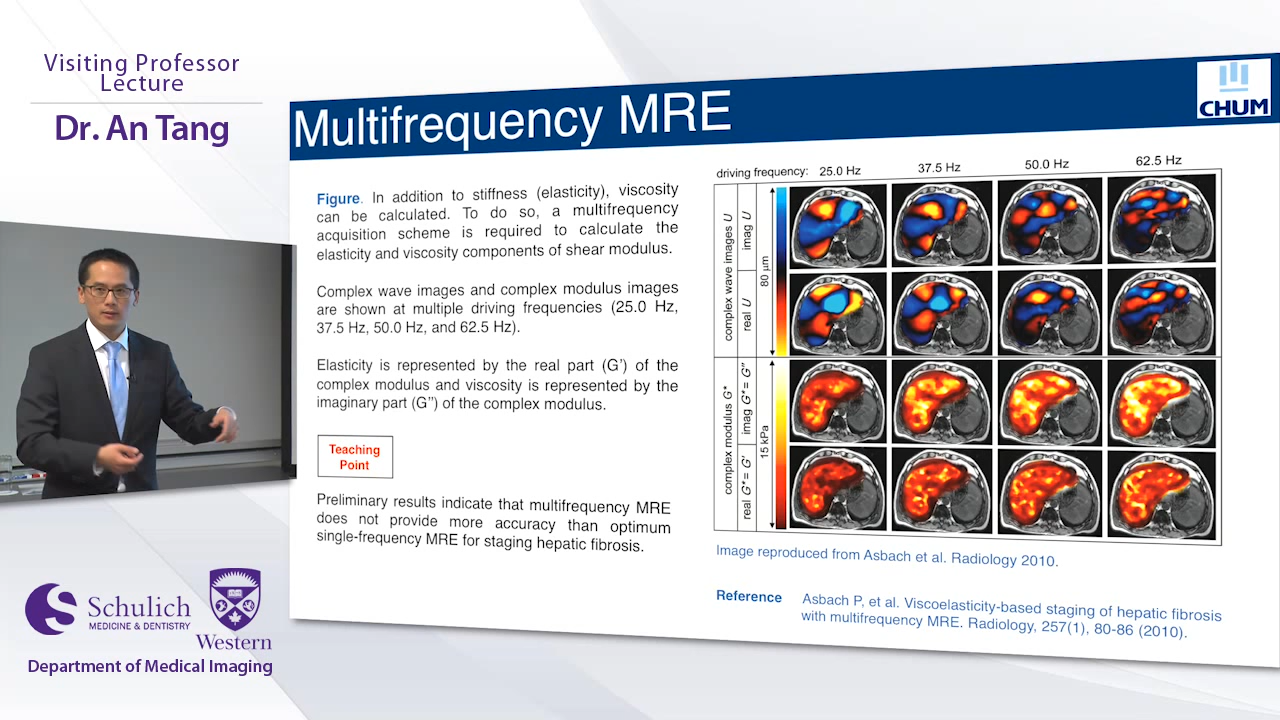 Visiting Professor
Lecture
Dr. An Tang
Schulich
MEDICINE & DENTISTRY
Western
Department of Medical Imaging
Multifrequency MRE
CHUM
Figure. In addition to stiffness (elasticity), viscosity
can be calculated. To do so, a multifrequency
acquisition scheme is required to calculate the
elasticity and viscosity components of shear modulus.
Complex wave images and complex modulus images
are shown at multiple driving frequencies (25.0 Hz,
37.5 Hz, 50.0 Hz, and 62.5 Hz).
Elasticity is represented by the real part (G’) of the
complex modulus and viscosity is represented by the
imaginary part (G”) of the complex modulus.
Teaching
Point
Preliminary results indicate that multifrequency MRE
does not provide more accuracy than optimum
single-frequency MRE for staging hepatic fibrosis.
driving frequency: 25.0 Hz 37.5 Hz 50.0 Hz 62.5 Hz
complex wave images U
imag U
real U
80 μm
complex modulus G*
imag G*= G"
real G*= G'
15 kPa
Image reproduced from Asbach et al. Radiology 2010.
Reference Asbach P, et al. Viscoelasticity-based staging of hepatic fibrosis
with multifrequency MRE. Radiology, 257(1), 80-86 (2010).